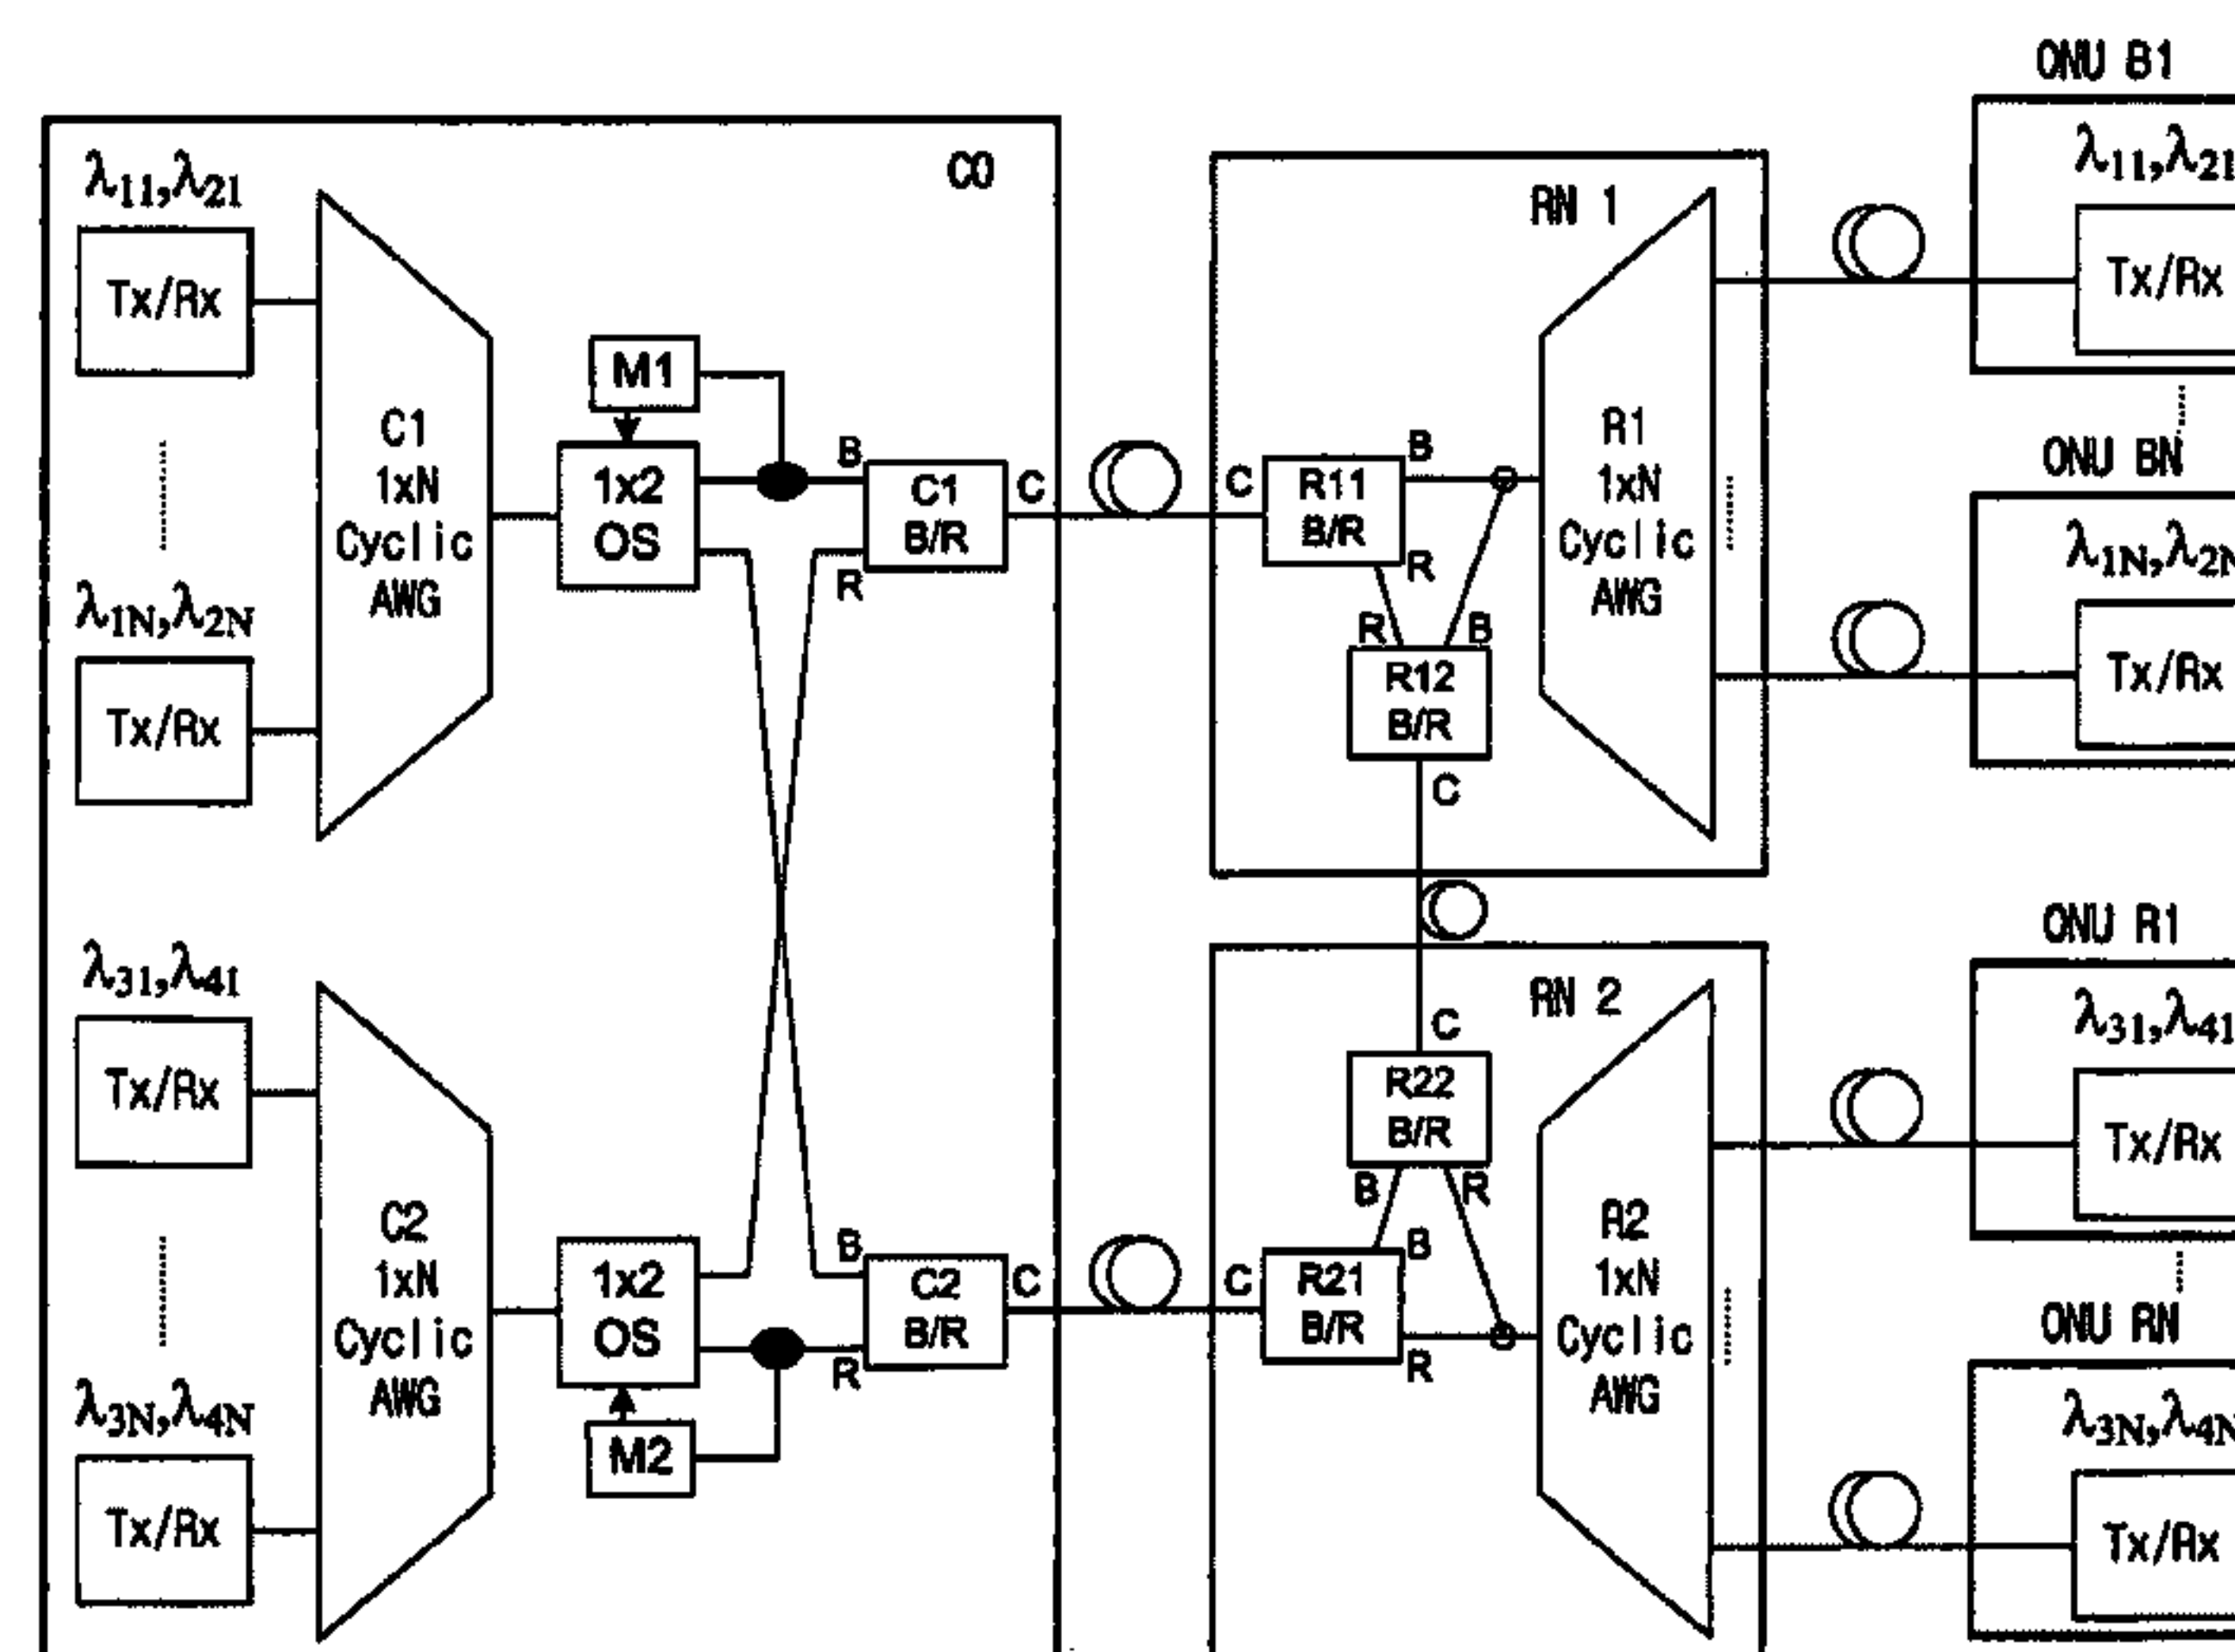 λ11,λ21
Tx/Rx
λ1N,λ2N
Tx/Rx
λ31,λ41
Tx/Rx
λ3N,λ4N
Tx/Rx
C1
1xN
Cyclic
AWG
C2
1xN
Cyclic
AWG
CO
M1
1x2
OS
B
R
C1
B/R
C
1x2
OS
M2
B
R
C2
B/R
C
RN 1
C
R11
B/R
B
R
R
B
R12
B/R
C
R1
1xN
Cyclic
AWG
RN 2
C
R22
B/R
B
R
C
R21
B/R
B
R
R2
1xN
Cyclic
AWG
ONU B1
λ11,λ21
Tx/Rx
ONU BN
λ1N,λ2N
Tx/Rx
ONU R1
λ31,λ41
Tx/Rx
ONU RN
λ3N,λ4N
Tx/Rx